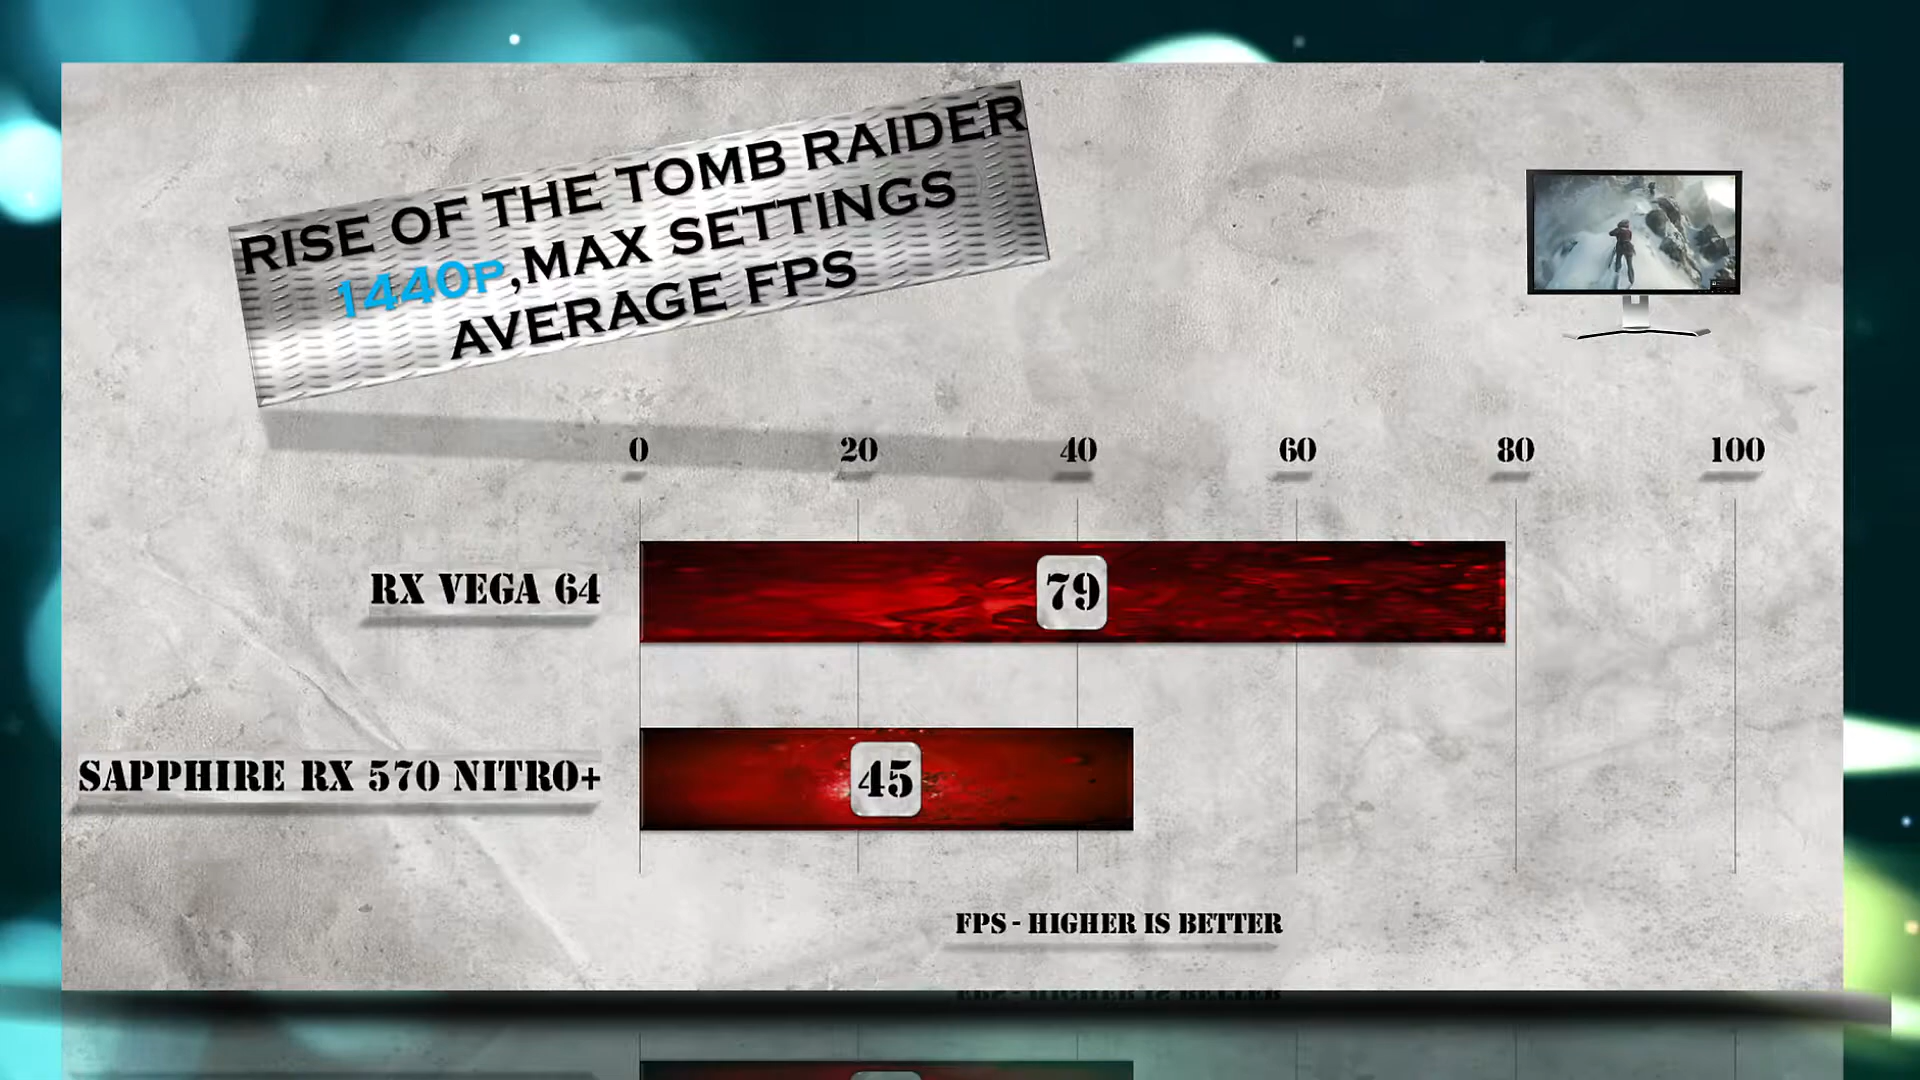 RISE OF THE TOMB RAIDER
1440P,MAX SETTINGS
AVERAGE FPS
0 20 40 60 80 100
RX VEGA 64
79
SAPPHIRE RX 570 NITRO+
45
FPS - HIGHER IS BETTER